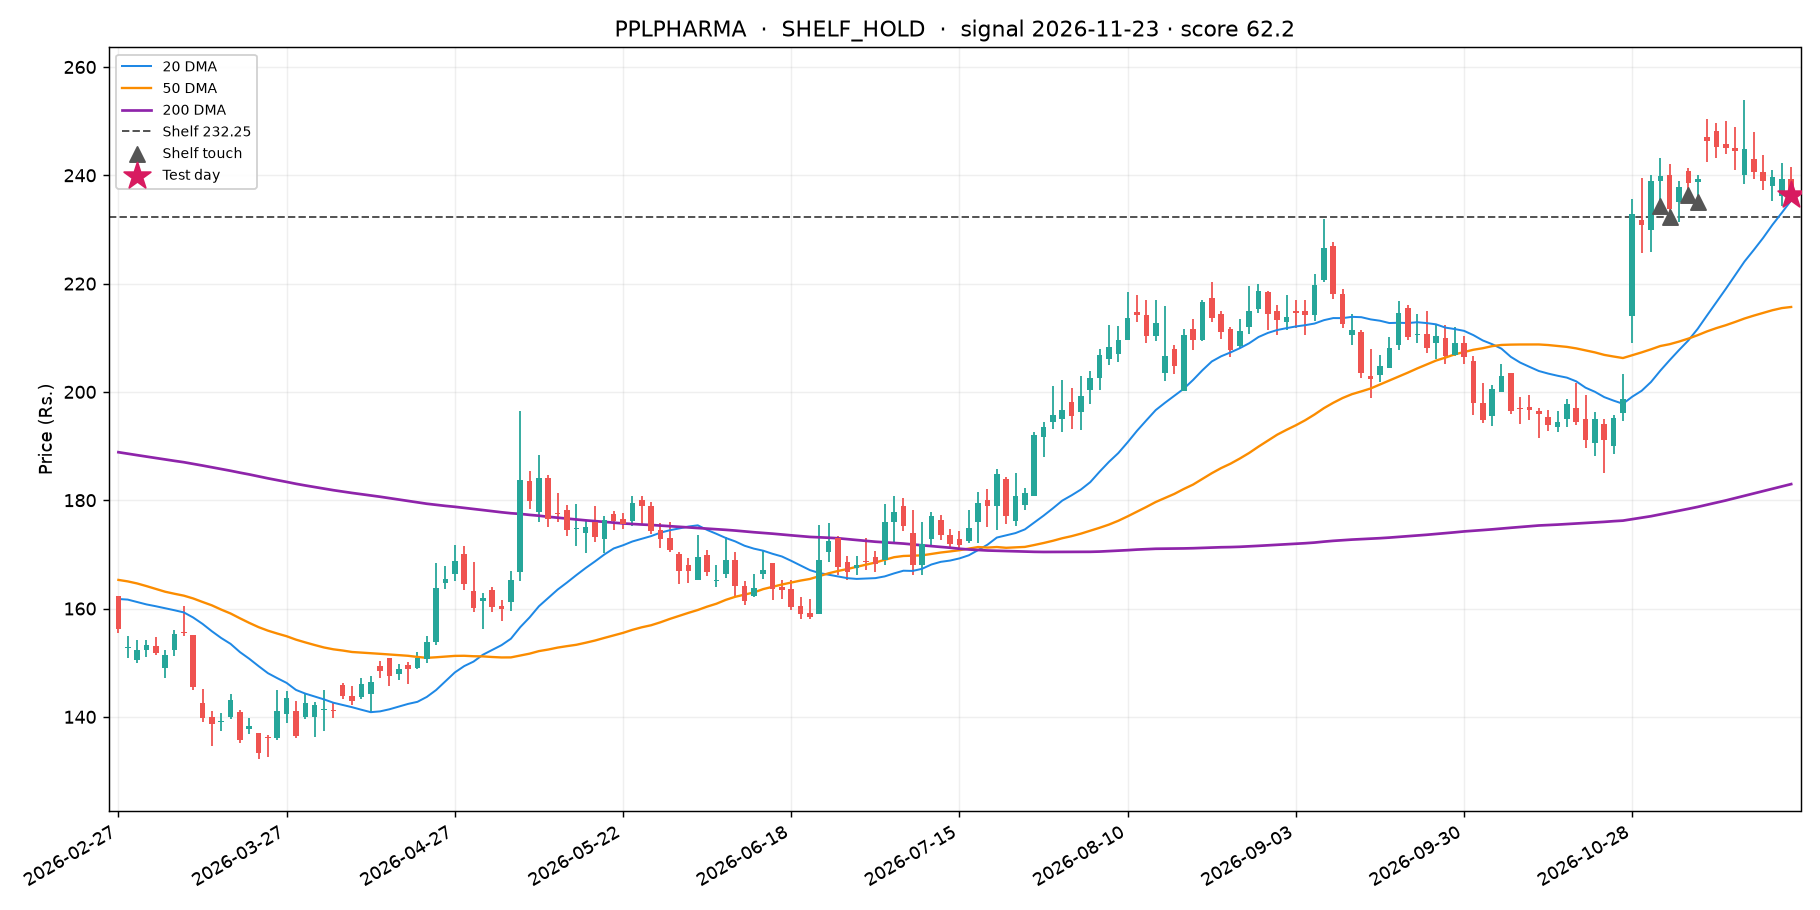 PPLPHARMA · SHELF_HOLD · signal 2026-11-23 · score 62.2
20 DMA
50 DMA
200 DMA
Shelf 232.25
Shelf touch
Test day
Price (Rs.)
260
240
220
200
180
160
140
2026-02-27
2026-03-27
2026-04-27
2026-05-22
2026-06-18
2026-07-15
2026-08-10
2026-09-03
2026-09-30
2026-10-28